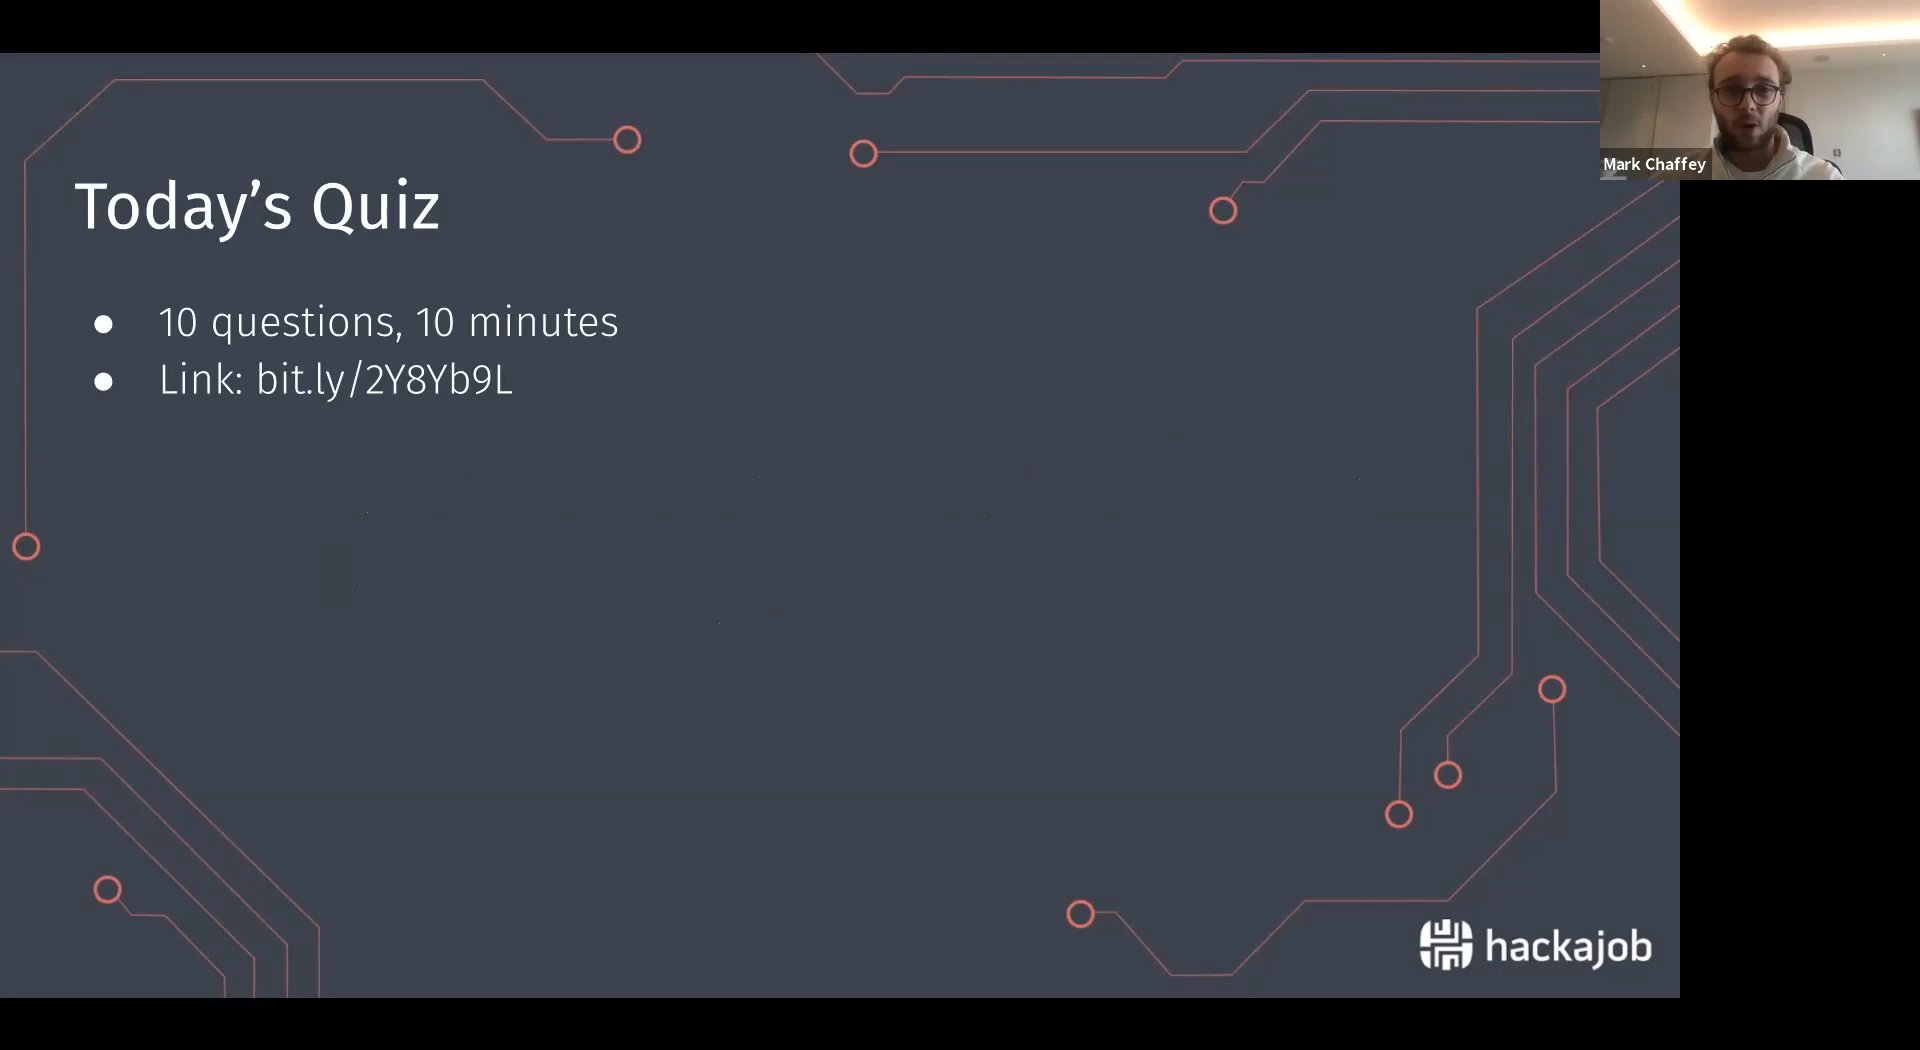 Today’s Quiz
● 10 questions, 10 minutes
● Link: bit.ly/2Y8Yb9L
Mark Chaffey
hackajob